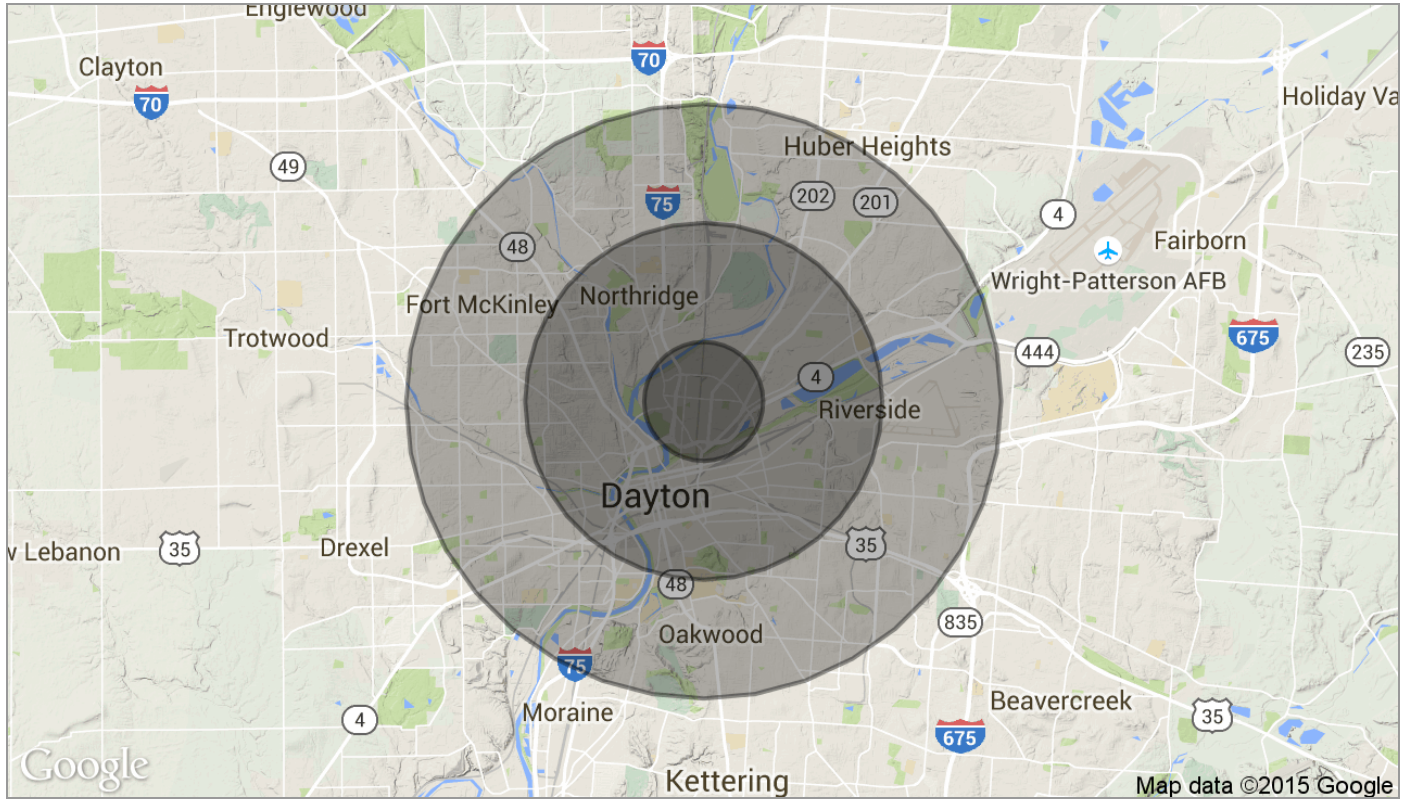 Englewood
Clayton
70
70
Holiday Va
Huber Heights
49
202
201
75
4
48
Fairborn
Wright-Patterson AFB
Northridge
Fort McKinley
Trotwood
675
444
235
4
Riverside
Dayton
35
w Lebanon
35
Drexel
48
835
Oakwood
75
Beavercreek
4
Moraine
35
675
Google
Kettering
Map data ©2015 Google